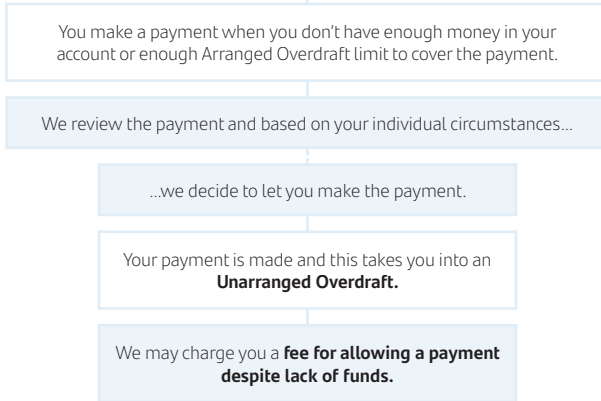 You make a payment when you don't have enough money in your
account or enough Arranged Overdraft limit to cover the payment.
We review the payment and based on your individual circumstances...
...we decide to let you make the payment.
Your payment is made and this takes you into an
Unarranged Overdraft.
We may charge you a fee for allowing a payment
despite lack of funds.